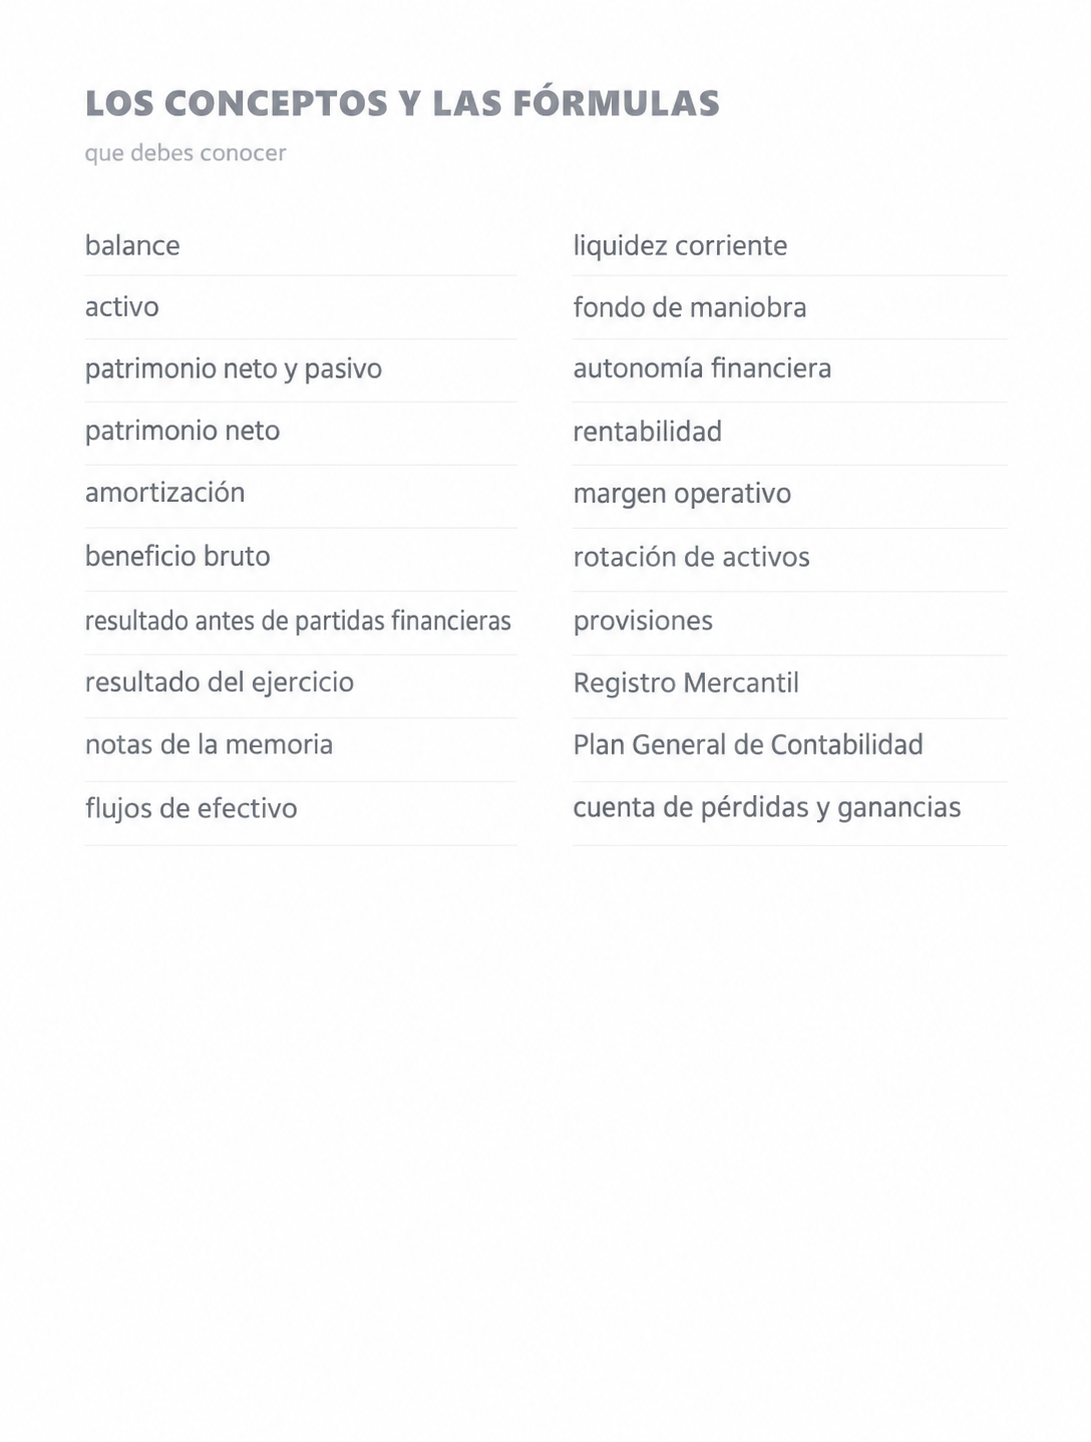 LOS CONCEPTOS Y LAS FÓRMULAS
que debes conocer
balance
activo
patrimonio neto y pasivo
patrimonio neto
amortización
beneficio bruto
resultado antes de partidas financieras
resultado del ejercicio
notas de la memoria
flujos de efectivo
liquidez corriente
fondo de maniobra
autonomía financiera
rentabilidad
margen operativo
rotación de activos
provisiones
Registro Mercantil
Plan General de Contabilidad
cuenta de pérdidas y ganancias